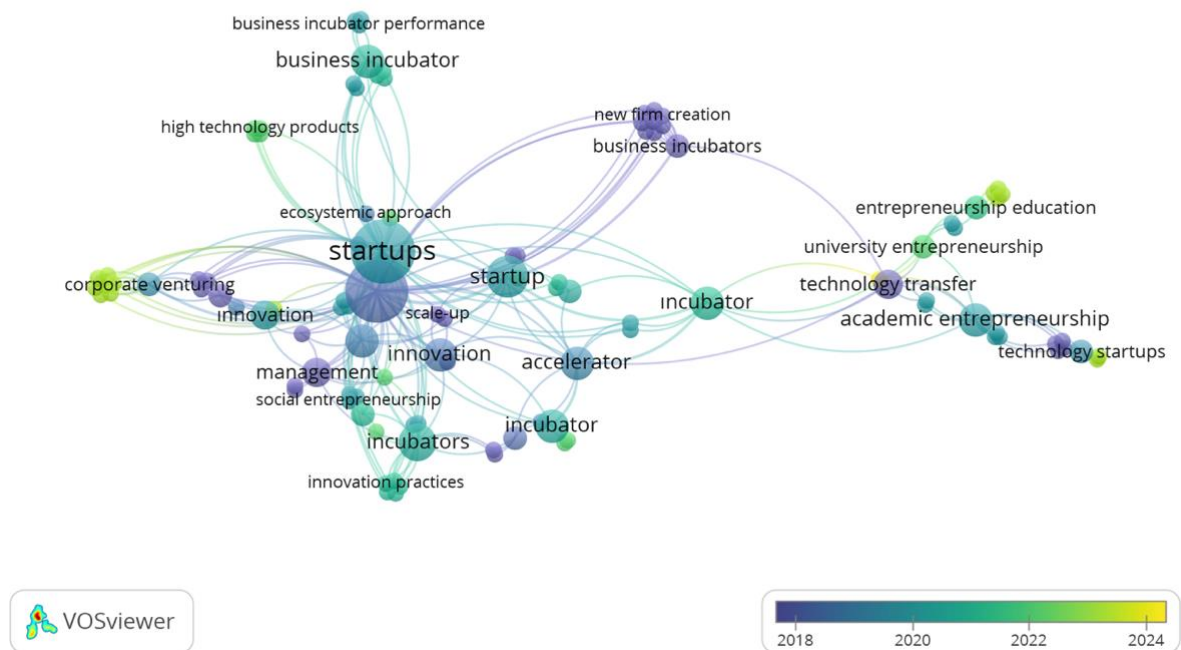 business incubator performance
business incubator
high technology products
new firm creation
business incubators
ecosystemic approach
entrepreneurship education
startups
university entrepreneurship
startup
corporate venturing
technology transfer
incubator
innovation
scale-up
academic entrepreneurship
innovation
technology startups
accelerator
management
social entrepreneurship
incubator
incubators
innovation practices
VOSviewer
2018 2020 2022 2024